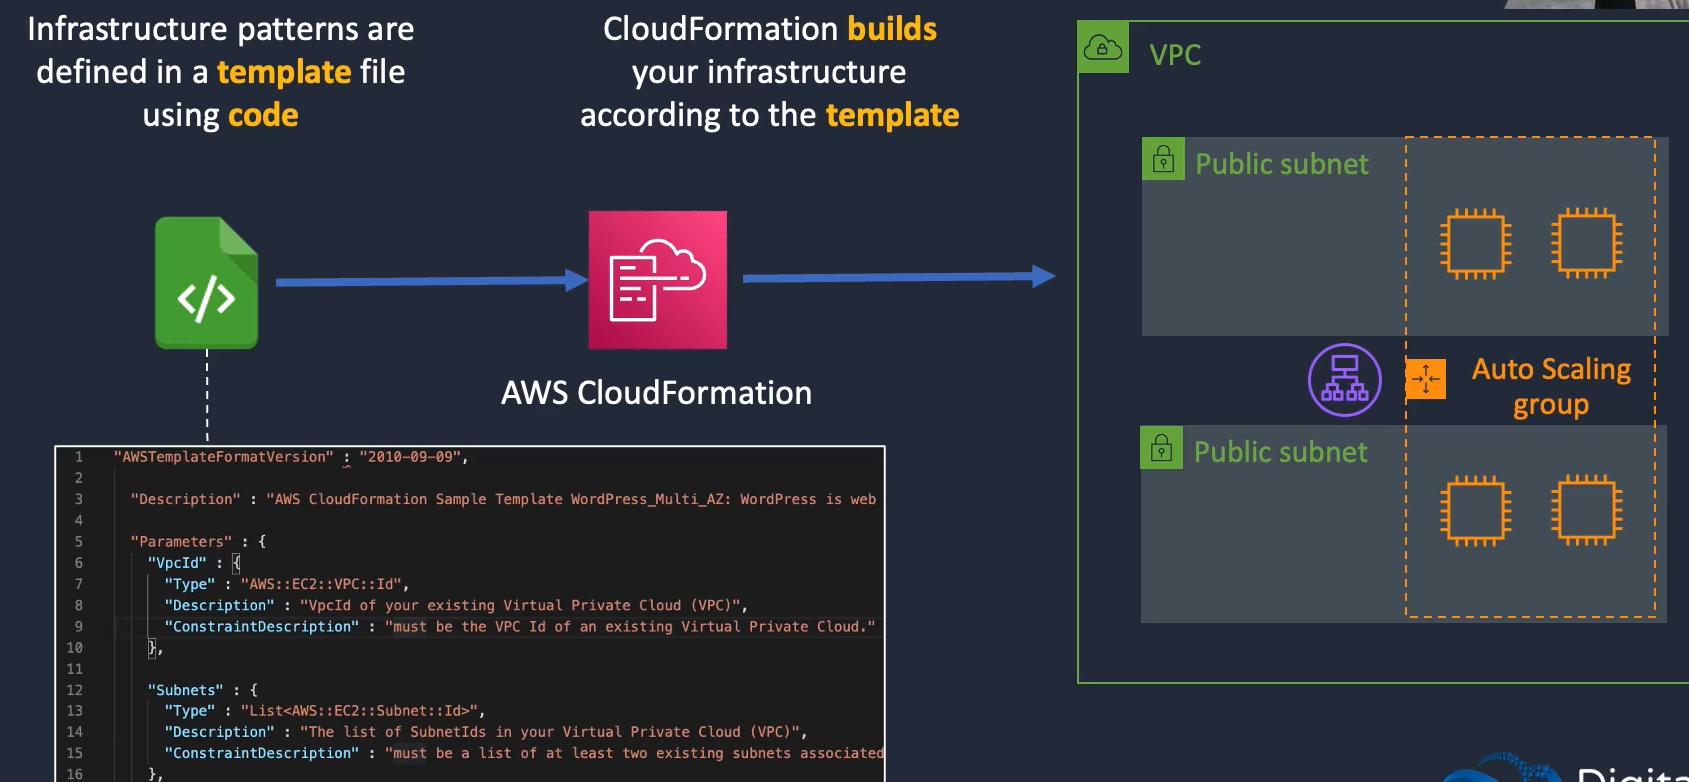 Infrastructure patterns are
defined in a template file
using code
CloudFormation builds
your infrastructure
according to the template
</>
AWS CloudFormation
VPC
Public subnet
Auto Scaling
group
Public subnet
1 "AWSTemplateFormatVersion" : "2010-09-09",
2
3 "Description" : "AWS CloudFormation Sample Template WordPress_Multi_AZ: WordPress is web
4
5 "Parameters" : {
6 "VpcId" : {
7 "Type" : "AWS::EC2::VPC::Id",
8 "Description" : "VpcId of your existing Virtual Private Cloud (VPC)",
9 "ConstraintDescription" : "must be the VPC Id of an existing Virtual Private Cloud."
10 },
11
12 "Subnets" : {
13 "Type" : "List<AWS::EC2::Subnet::Id>",
14 "Description" : "The list of SubnetIds in your Virtual Private Cloud (VPC)",
15 "ConstraintDescription" : "must be a list of at least two existing subnets associated
16 },
Digita